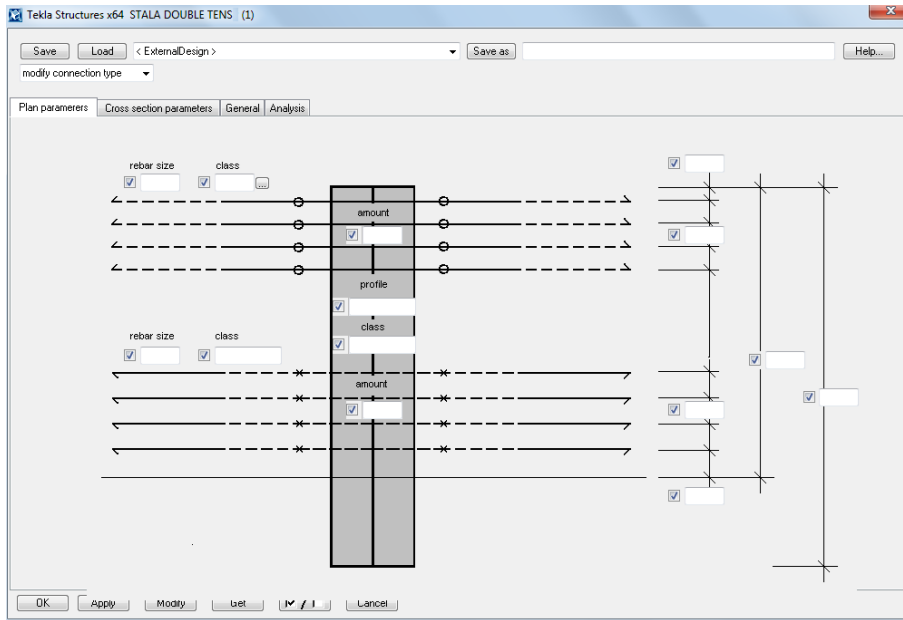 Tekla Structures x64 STALA DOUBLE TENS (1)
Save Load < ExternalDesign > Save as Help...
modify connection type
Plan paramerers Cross section parameters General Analysis
rebar size class
...
amount
profile
class
rebar size class
amount
OK Apply Modify Get Cancel